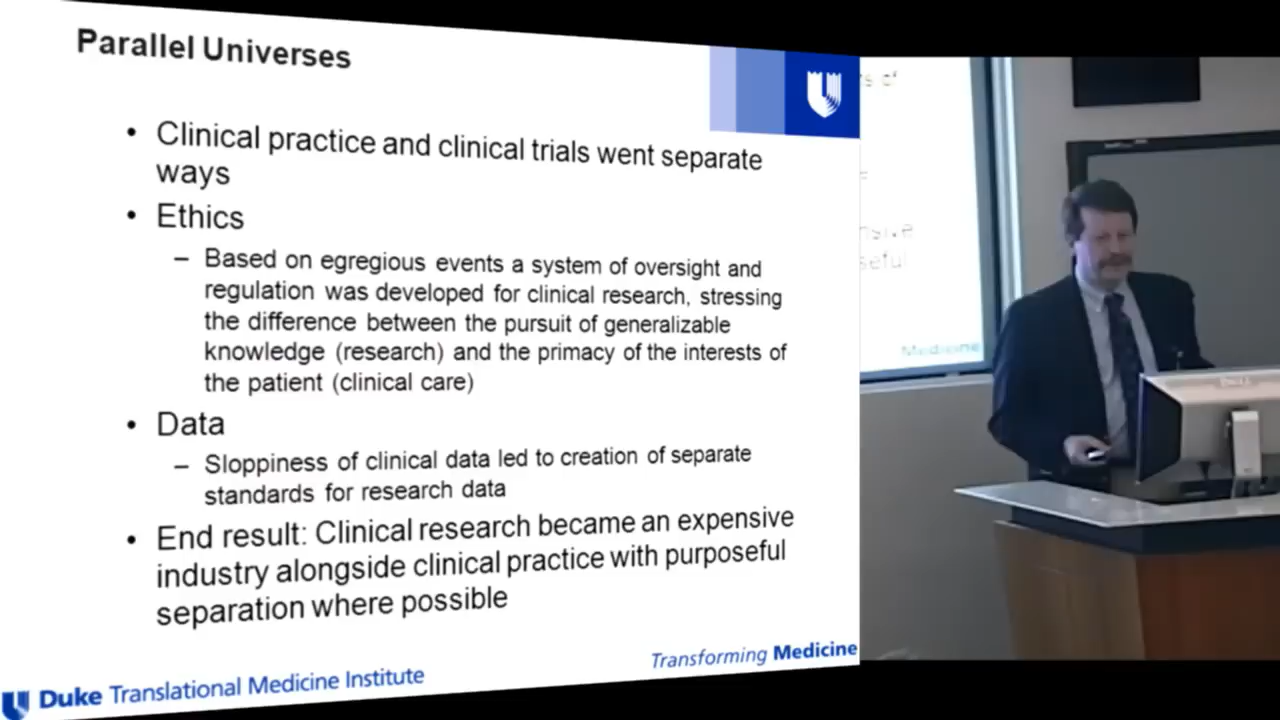 Parallel Universes
• Clinical practice and clinical trials went separate
ways
• Ethics
– Based on egregious events a system of oversight and
regulation was developed for clinical research, stressing
the difference between the pursuit of generalizable
knowledge (research) and the primacy of the interests of
the patient (clinical care)
• Data
– Sloppiness of clinical data led to creation of separate
standards for research data
• End result: Clinical research became an expensive
industry alongside clinical practice with purposeful
separation where possible
Transforming Medicine
Duke Translational Medicine Institute
of
Medicine
DELL